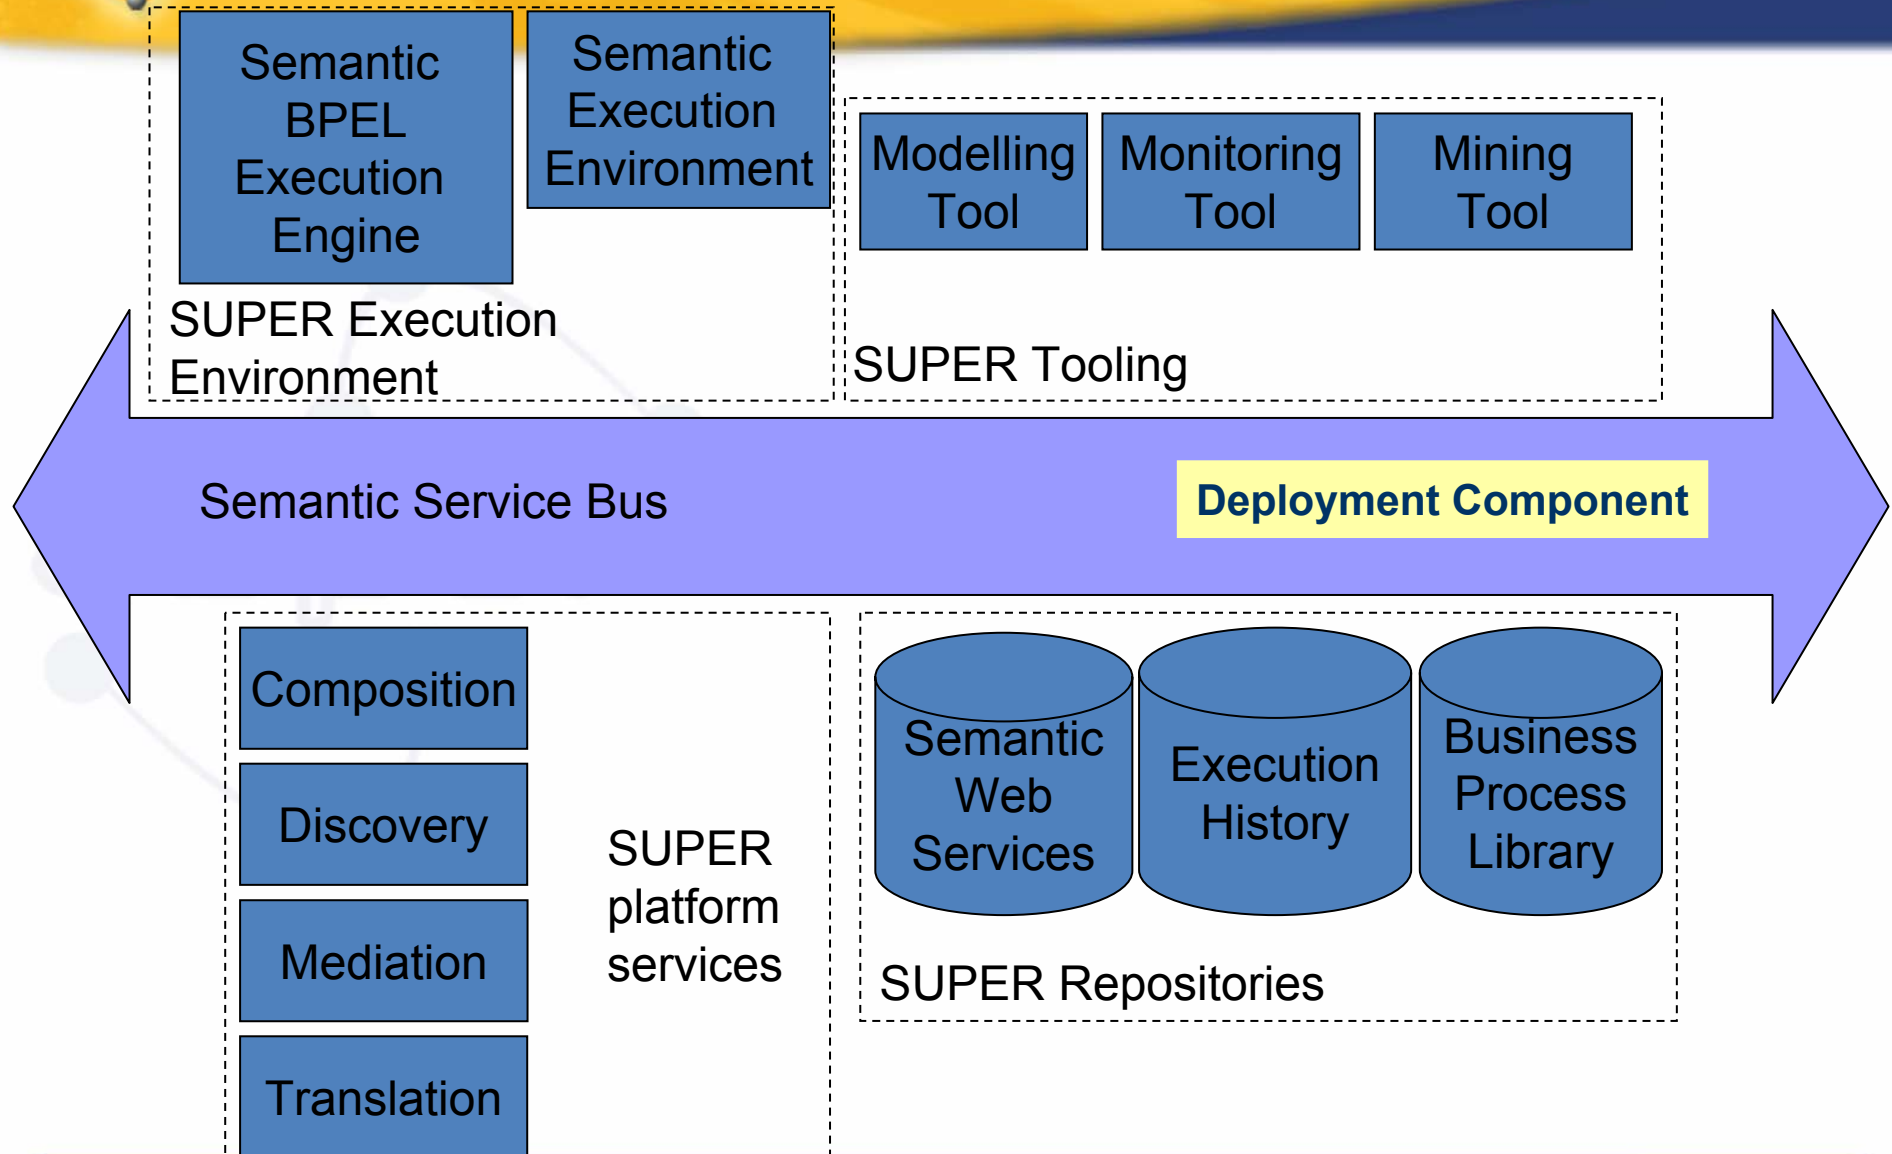 Semantic
BPEL
Execution
Engine
Semantic
Execution
Environment
SUPER Execution
Environment
Modelling
Tool
Monitoring
Tool
Mining
Tool
SUPER Tooling
Semantic Service Bus
Deployment Component
Composition
Discovery
Mediation
Translation
SUPER
platform
services
Semantic
Web
Services
Execution
History
Business
Process
Library
SUPER Repositories